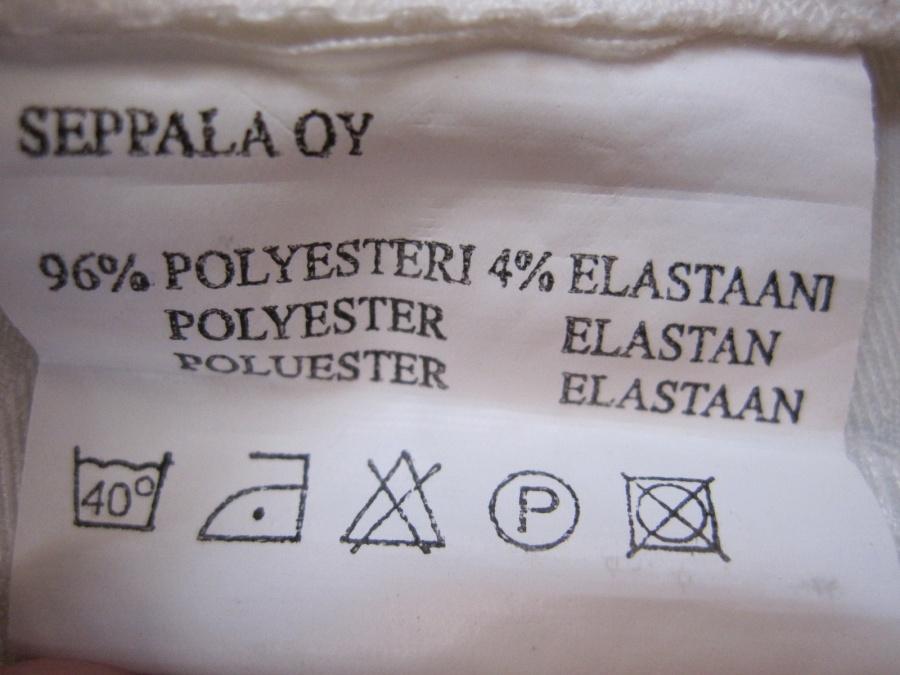 SEPPALA OY
96% POLYESTERI 4% ELASTAANI
POLYESTER ELASTAN
POLUESTER ELASTAAN
40° P